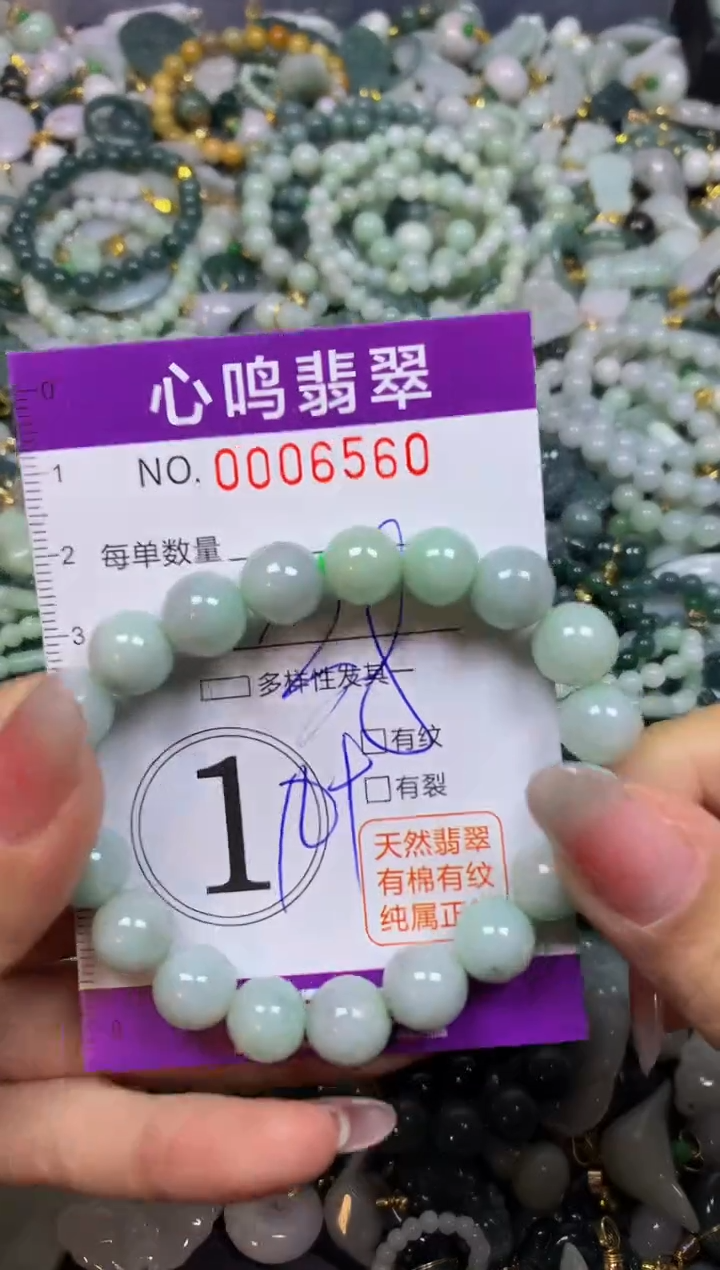 心鸣翡翠
NO. 0006560
0
1
2
3
每单数量
多样性发其一
1
有纹
有裂
天然翡翠
有棉有纹
纯属正